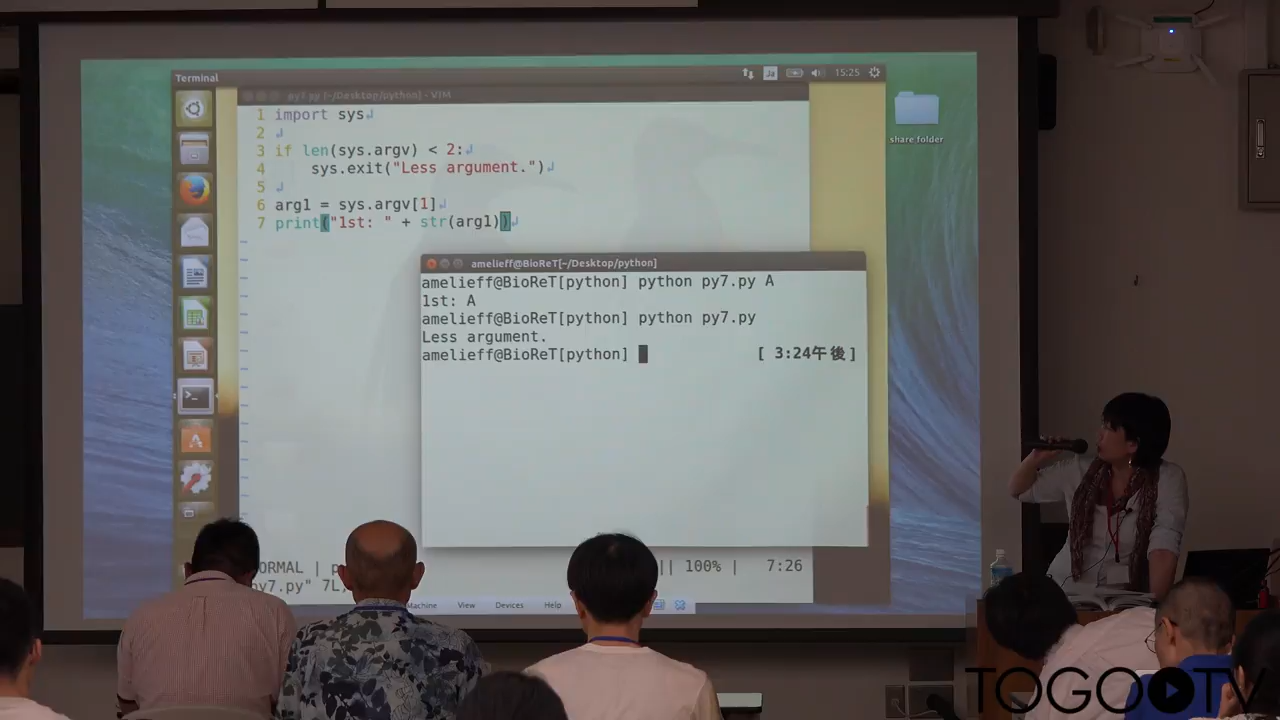 Terminal
Ja
15:25
py7.py (~/Desktop/python) - VIM
share folder
1 import sys
2
3 if len(sys.argv) < 2:
4 sys.exit("Less argument.")
5
6 arg1 = sys.argv[1]
7 print("1st: " + str(arg1))
amelieff@BioReT[~/Desktop/python]
amelieff@BioReT[python] python py7.py A
1st: A
amelieff@BioReT[python] python py7.py
Less argument.
amelieff@BioReT[python] [ 3:24午後]
100% | 7:26
py7.py" 7L,
Machine View Devices Help
TOGOTV